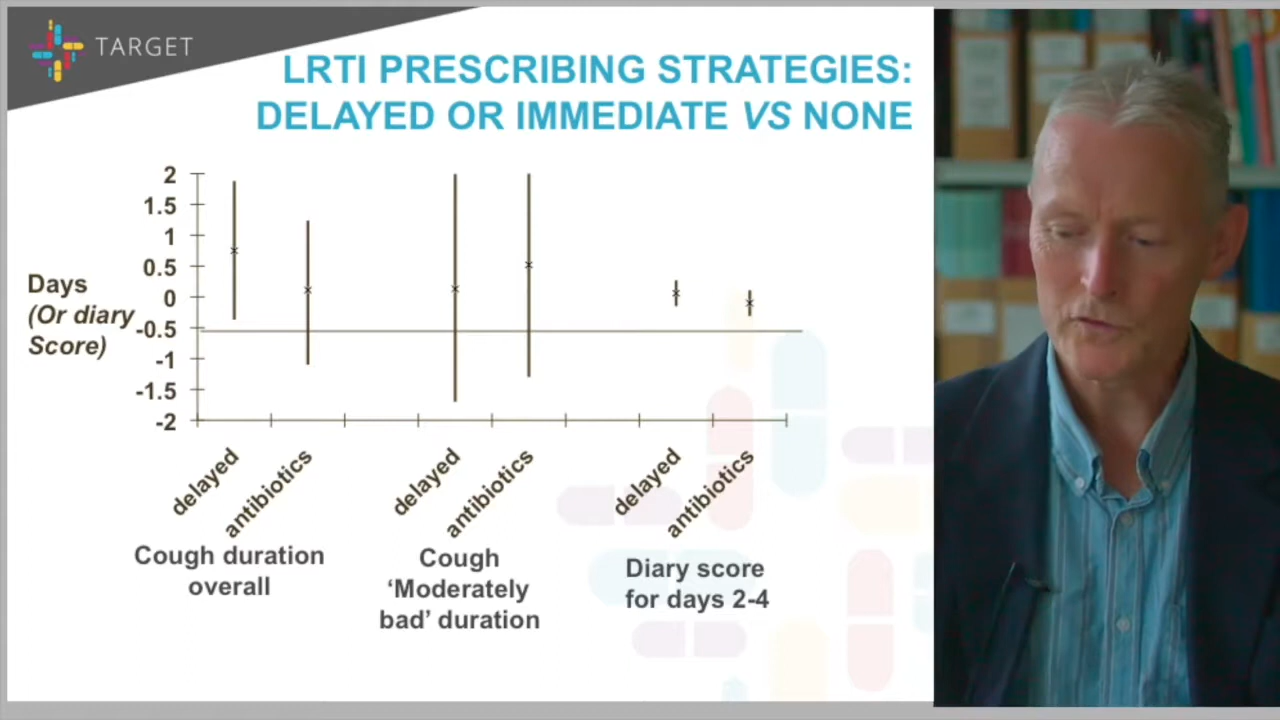 TARGET
LRTI PRESCRIBING STRATEGIES:
DELAYED OR IMMEDIATE VS NONE
2
1.5
1
0.5
0
-0.5
-1
-1.5
-2
Days
(Or diary
Score)
delayed
antibiotics
delayed
antibiotics
delayed
antibiotics
Cough duration
overall
Cough
‘Moderately
bad’ duration
Diary score
for days 2-4